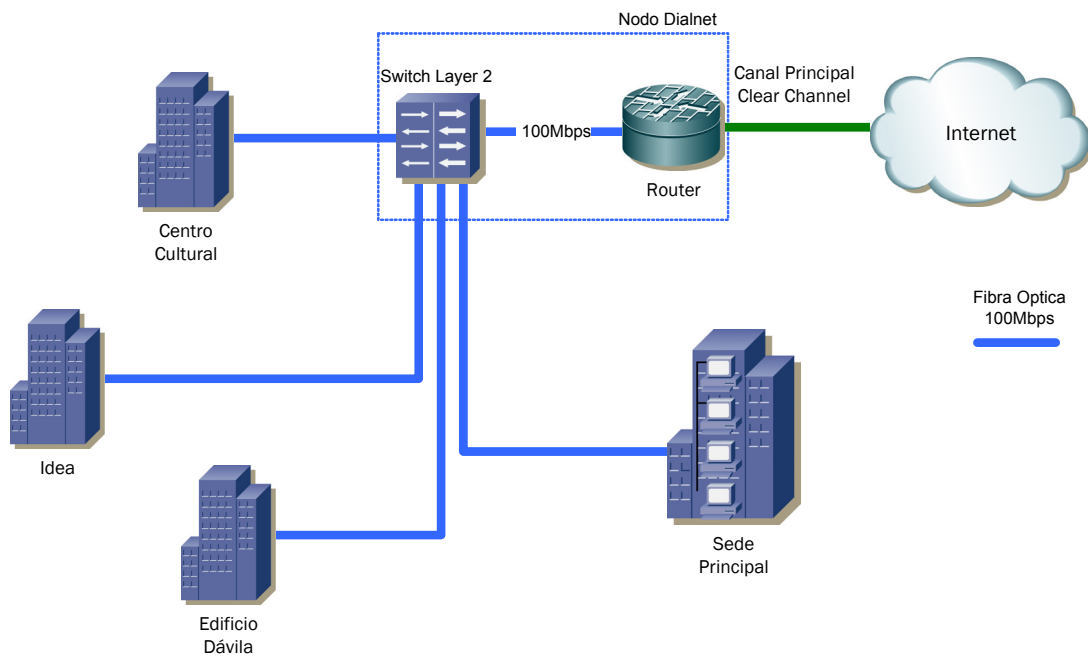 Nodo Dialnet
Switch Layer 2
100Mbps
Router
Canal Principal
Clear Channel
Internet
Centro
Cultural
Fibra Optica
100Mbps
Idea
Sede
Principal
Edificio
Dávila